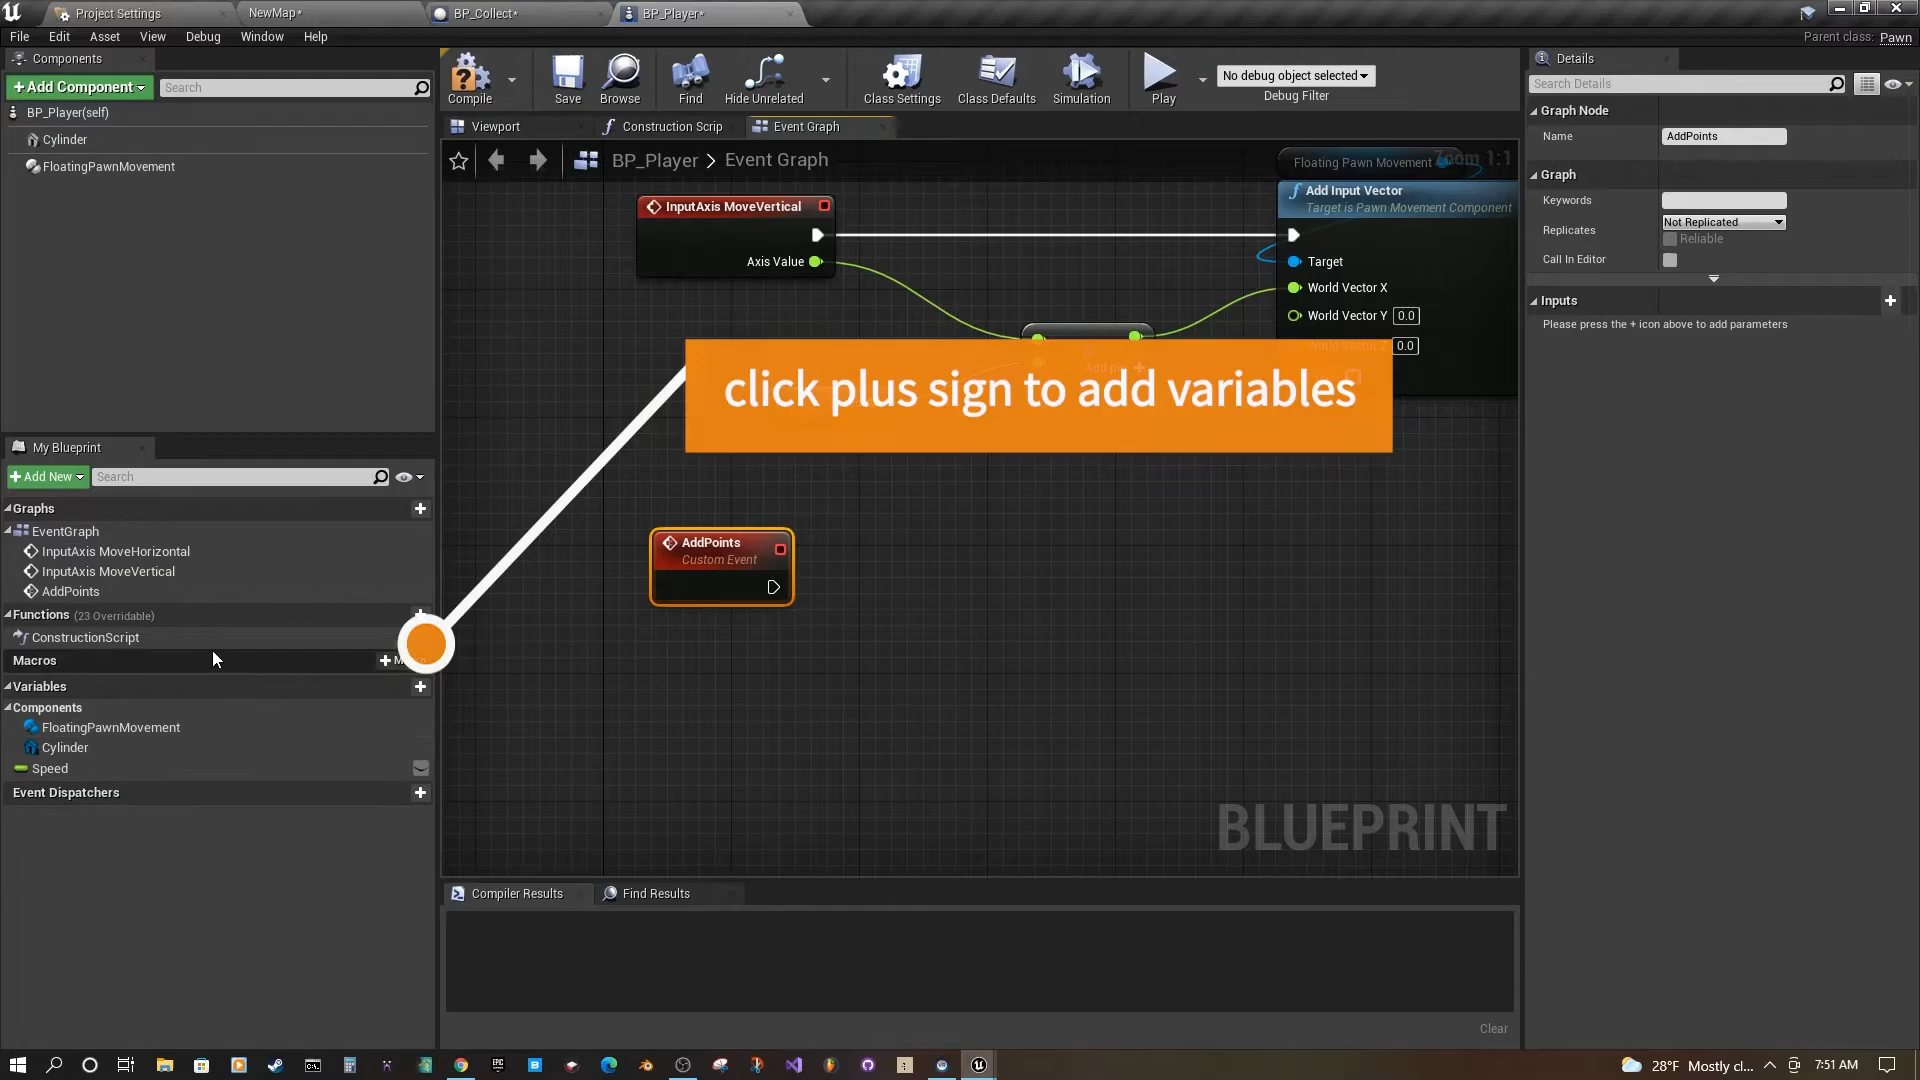 Project Settings
NewMap*
BP_Collect*
BP_Player*
File
Edit
Asset
View
Debug
Window
Help
Parent class: Pawn
Components
+Add Component
Search
BP_Player(self)
Cylinder
FloatingPawnMovement
Compile
Save
Browse
Find
Hide Unrelated
Class Settings
Class Defaults
Simulation
Play
No debug object selected
Debug Filter
Viewport
Construction Scrip
Event Graph
BP_Player > Event Graph
Zoom 1:1
InputAxis MoveVertical
Axis Value
Floating Pawn Movement
Add Input Vector
Target is Pawn Movement Component
Target
World Vector X
World Vector Y 0.0
World Vector Z 0.0
click plus sign to add variables
AddPoints
Custom Event
BLUEPRINT
My Blueprint
+Add New
Search
Graphs
EventGraph
InputAxis MoveHorizontal
InputAxis MoveVertical
AddPoints
Functions (23 Overridable)
ConstructionScript
Macros
Variables
Components
FloatingPawnMovement
Cylinder
Speed
Event Dispatchers
Compiler Results
Find Results
Clear
Details
Search Details
Graph Node
Name AddPoints
Graph
Keywords
Replicates Not Replicated
Reliable
Call In Editor
Inputs
Please press the + icon above to add parameters
28°F Mostly cl...
7:51 AM